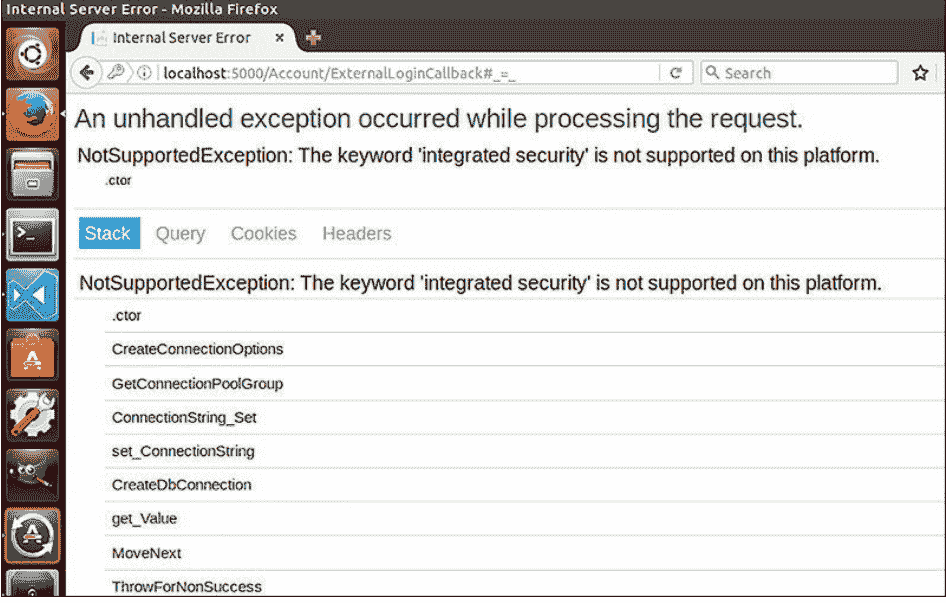 Internal Server Error - Mozilla Firefox
Internal Server Error
localhost:5000/Account/ExternalLoginCallback#_=_
Search
An unhandled exception occurred while processing the request.
NotSupportedException: The keyword 'integrated security' is not supported on this platform.
.ctor
Stack Query Cookies Headers
NotSupportedException: The keyword 'integrated security' is not supported on this platform.
.ctor
CreateConnectionOptions
GetConnectionPoolGroup
ConnectionString_Set
set_ConnectionString
CreateDbConnection
get_Value
MoveNext
ThrowForNonSuccess